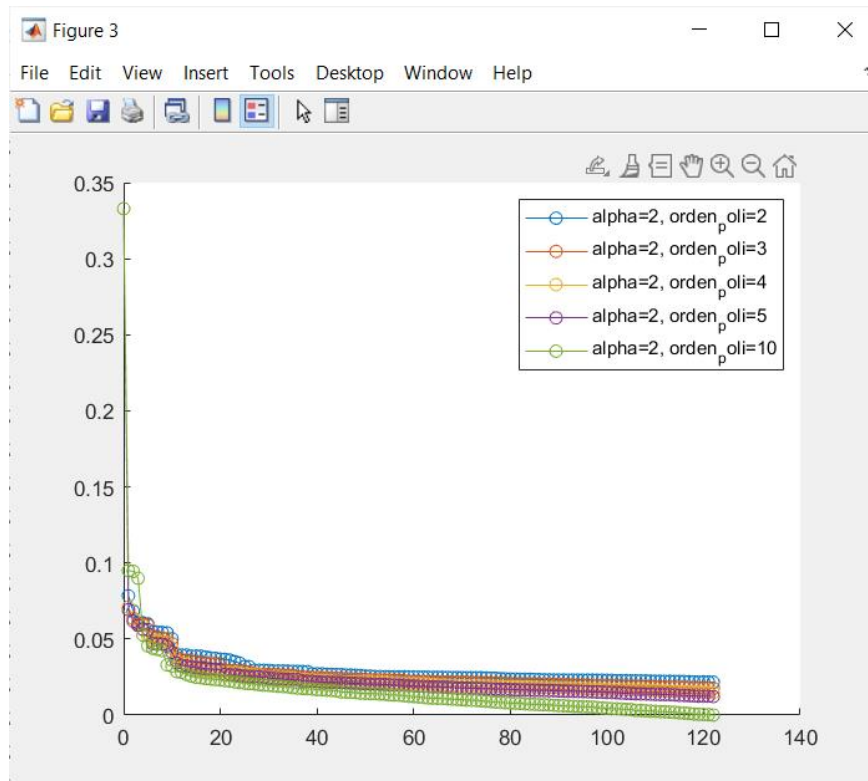 Figure 3
File Edit View Insert Tools Desktop Window Help
0.35
0.3
0.25
0.2
0.15
0.1
0.05
0
0 20 40 60 80 100 120 140
alpha=2, orden_poli=2
alpha=2, orden_poli=3
alpha=2, orden_poli=4
alpha=2, orden_poli=5
alpha=2, orden_poli=10